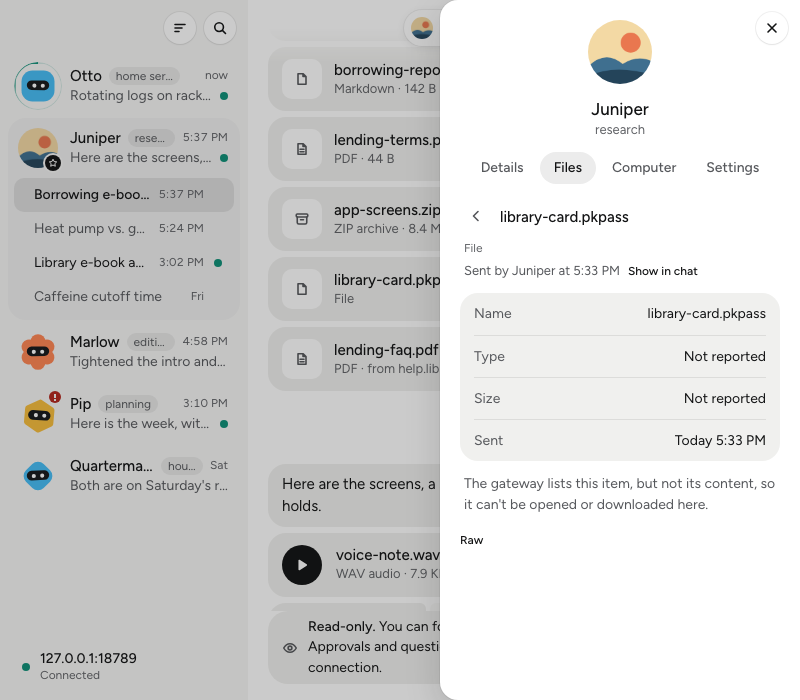 Otto home ser... now
Rotating logs on rack...
Juniper rese... 5:37 PM
Here are the screens,...
Borrowing e-boo... 5:37 PM
Heat pump vs. g... 5:24 PM
Library e-book a... 3:02 PM
Caffeine cutoff time Fri
Marlow editi... 4:58 PM
Tightened the intro and...
Pip planning 3:10 PM
Here is the week, wit...
Quarterma... hou... Sat
Both are on Saturday's r...
127.0.0.1:18789
Connected
borrowing-repo
Markdown · 142 B
lending-terms.p
PDF · 44 B
app-screens.zip
ZIP archive · 8.4 M
library-card.pkp
File
lending-faq.pdf
PDF · from help.lib
Here are the screens, a
holds.
voice-note.wav
WAV audio · 7.9 K
Read-only. You can fo
Approvals and questi
connection.
Juniper
research
Details Files Computer Settings
library-card.pkpass
File
Sent by Juniper at 5:33 PM Show in chat
Name library-card.pkpass
Type Not reported
Size Not reported
Sent Today 5:33 PM
The gateway lists this item, but not its content, so
it can't be opened or downloaded here.
Raw